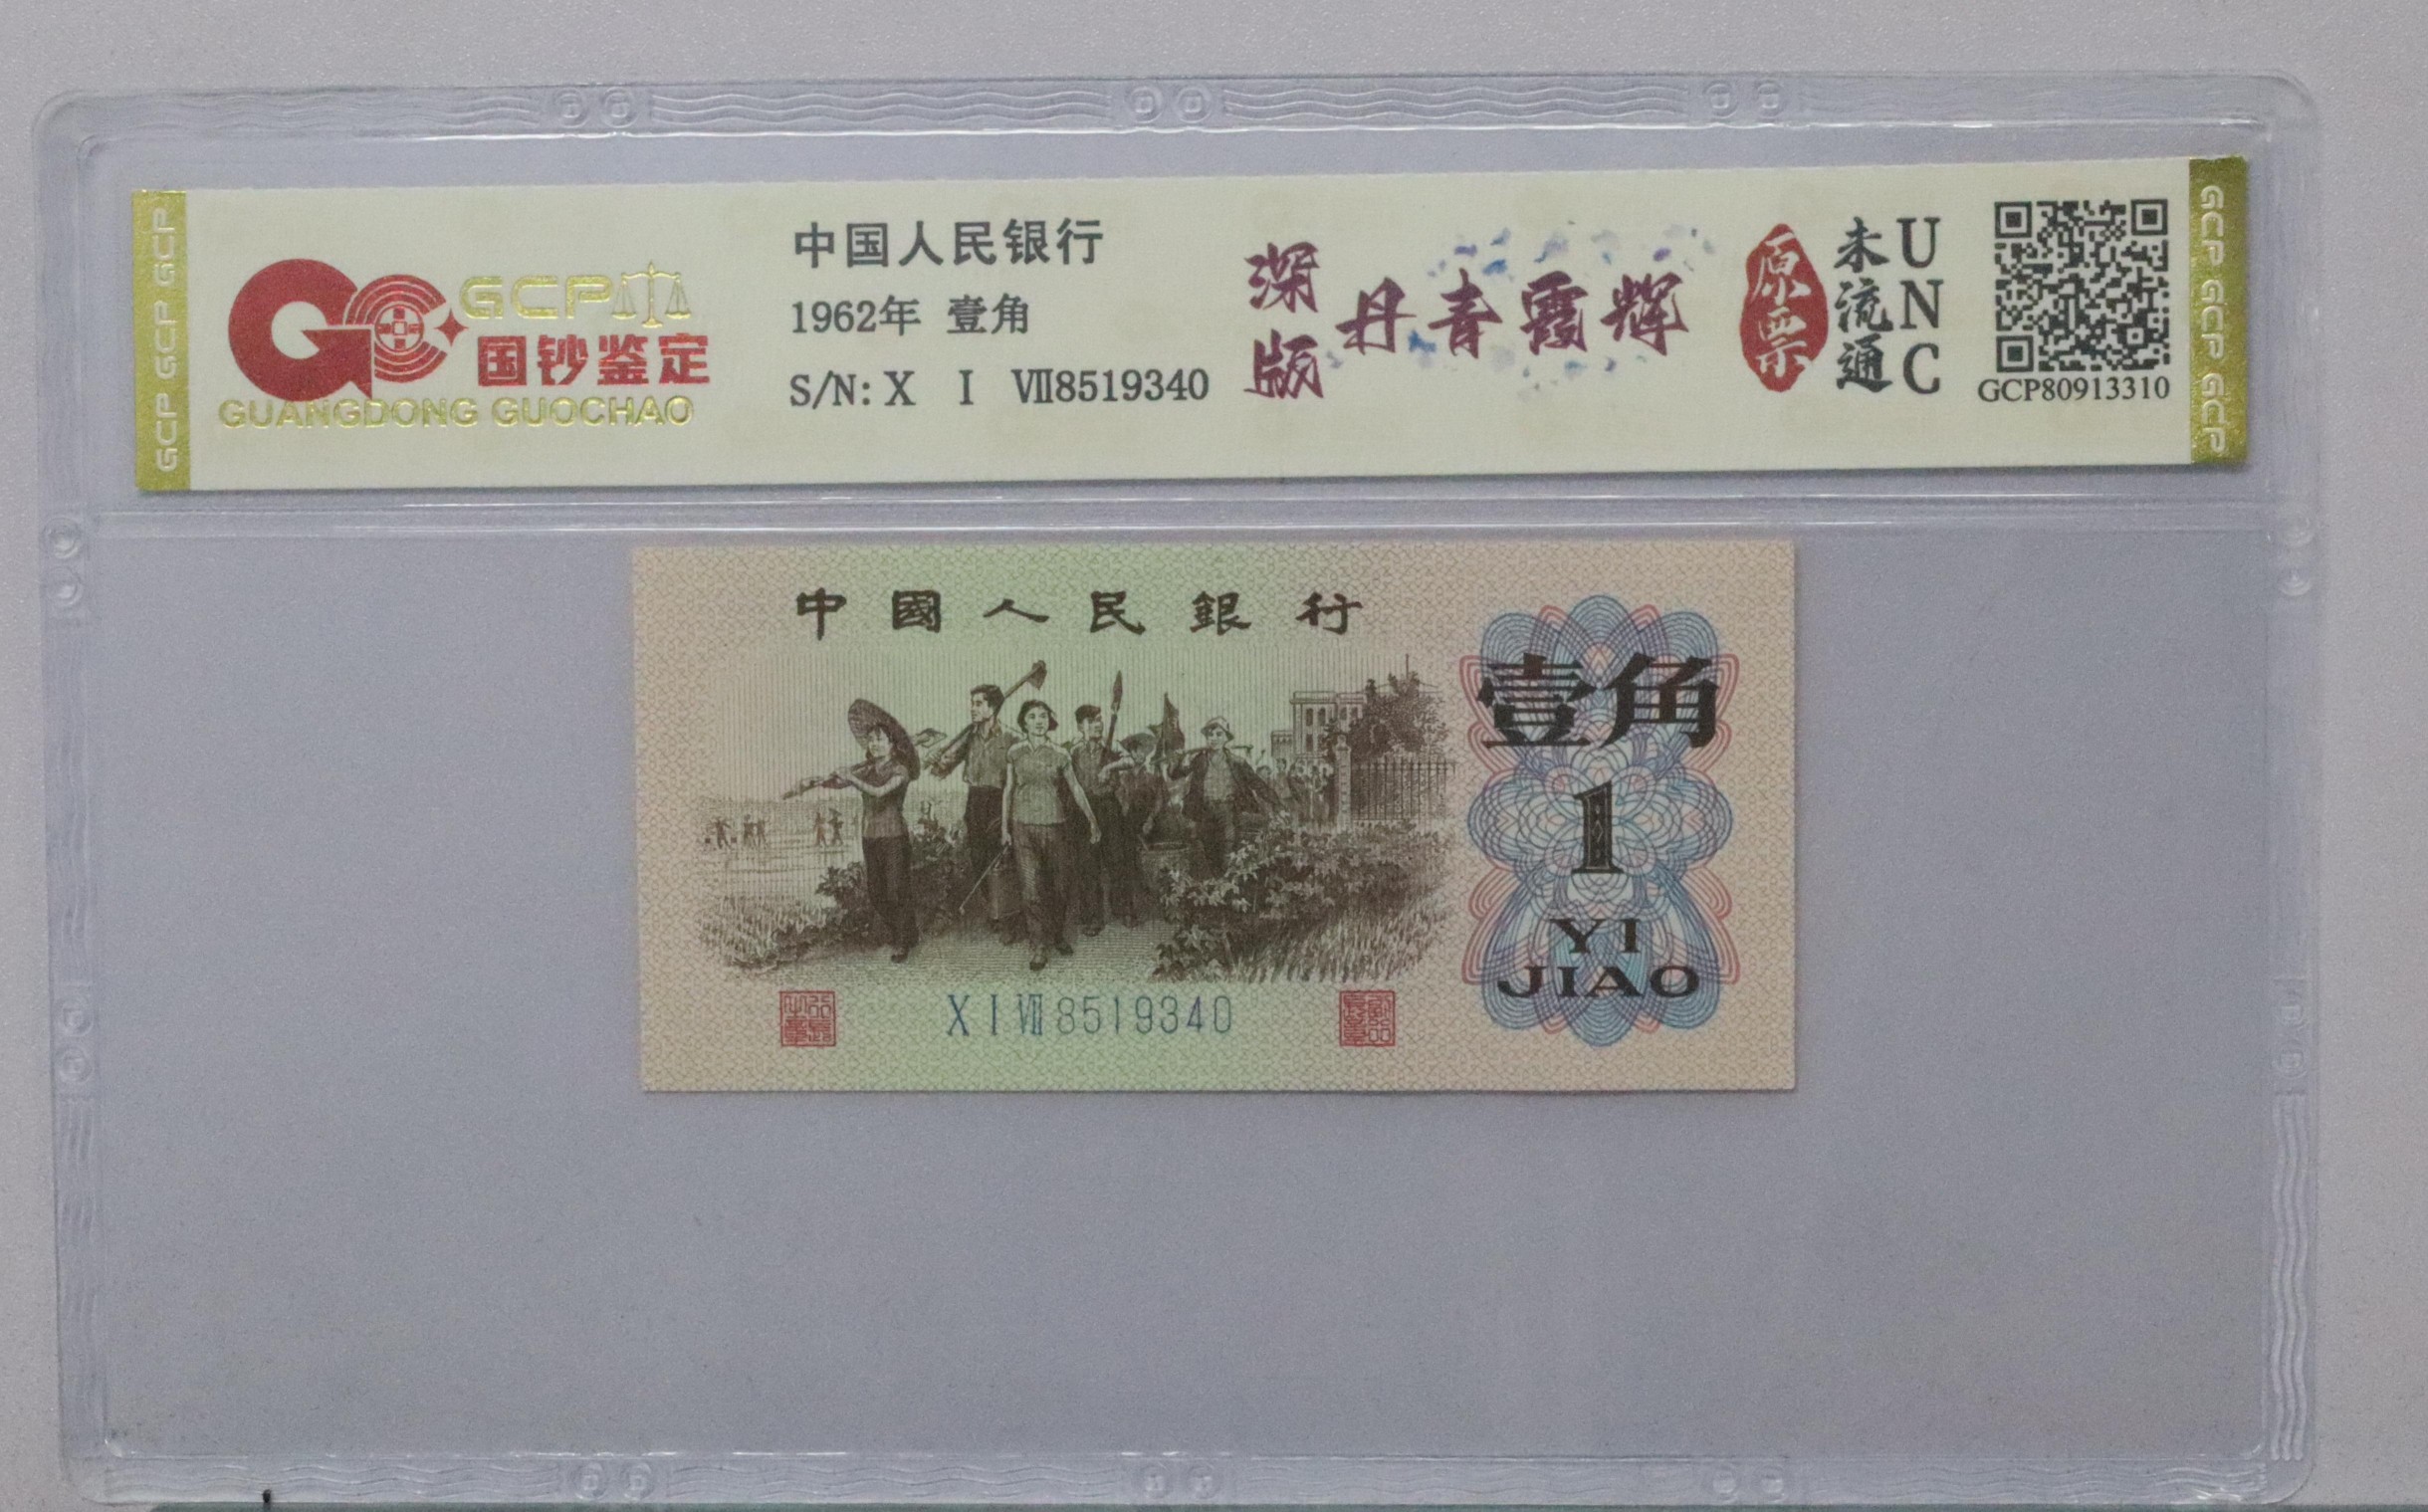 GCP GCP GCP
GCP
国钞鉴定
GUANGDONG GUOCHAO
中国人民银行
1962年 壹角
S/N: X I Ⅶ8519340
深版
丹青霞辉
原票
未流通
UNC
GCP80913310
GCP GCP GCP
中國人民銀行
壹角
1
YI
JIAO
X I Ⅶ 8519340